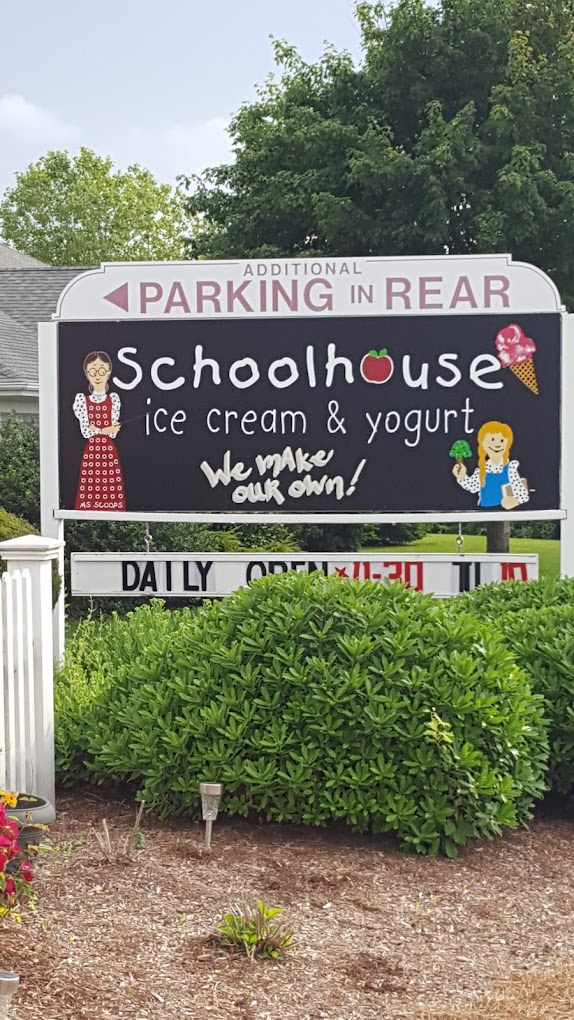 ADDITIONAL
PARKING IN REAR
Schoolhouse
ice cream & yogurt
We MAKe
our own!
MS SCOOPS
DAILY OPEN 11-30 TIL 10